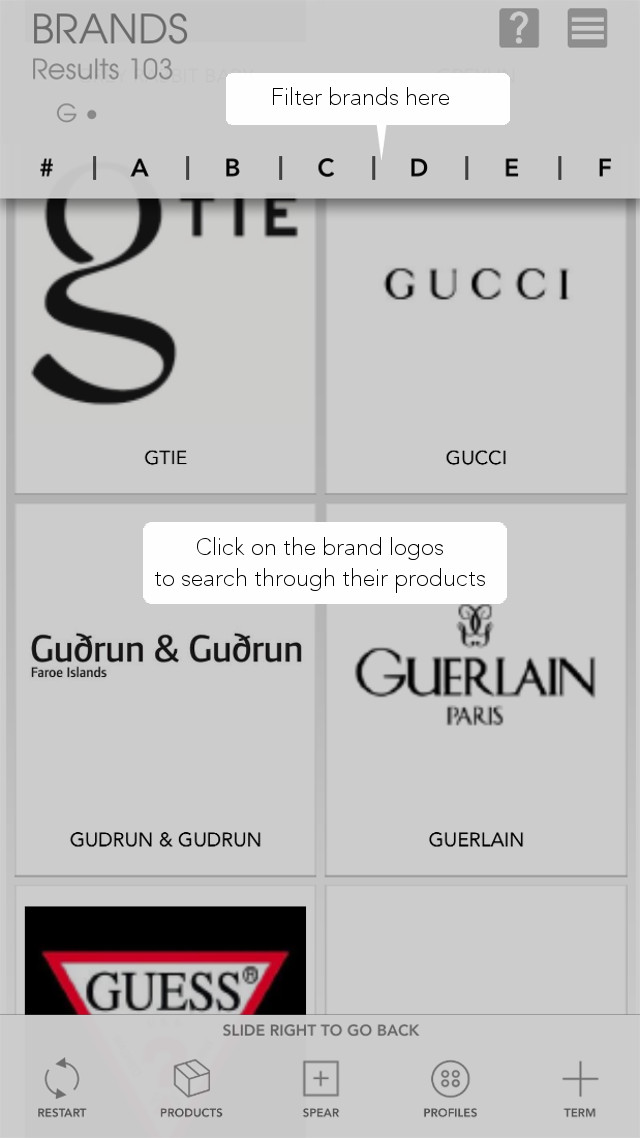 BRANDS
?
Results 103
G •
Filter brands here
# | A | B | C | D | E | F
g TIE
GUCCI
GTIE
GUCCI
Click on the brand logos
to search through their products
Guðrun & Guðrun
Faroe Islands
GUERLAIN
PARIS
GUDRUN & GUDRUN
GUERLAIN
GUESS®
SLIDE RIGHT TO GO BACK
RESTART
PRODUCTS
SPEAR
PROFILES
TERM